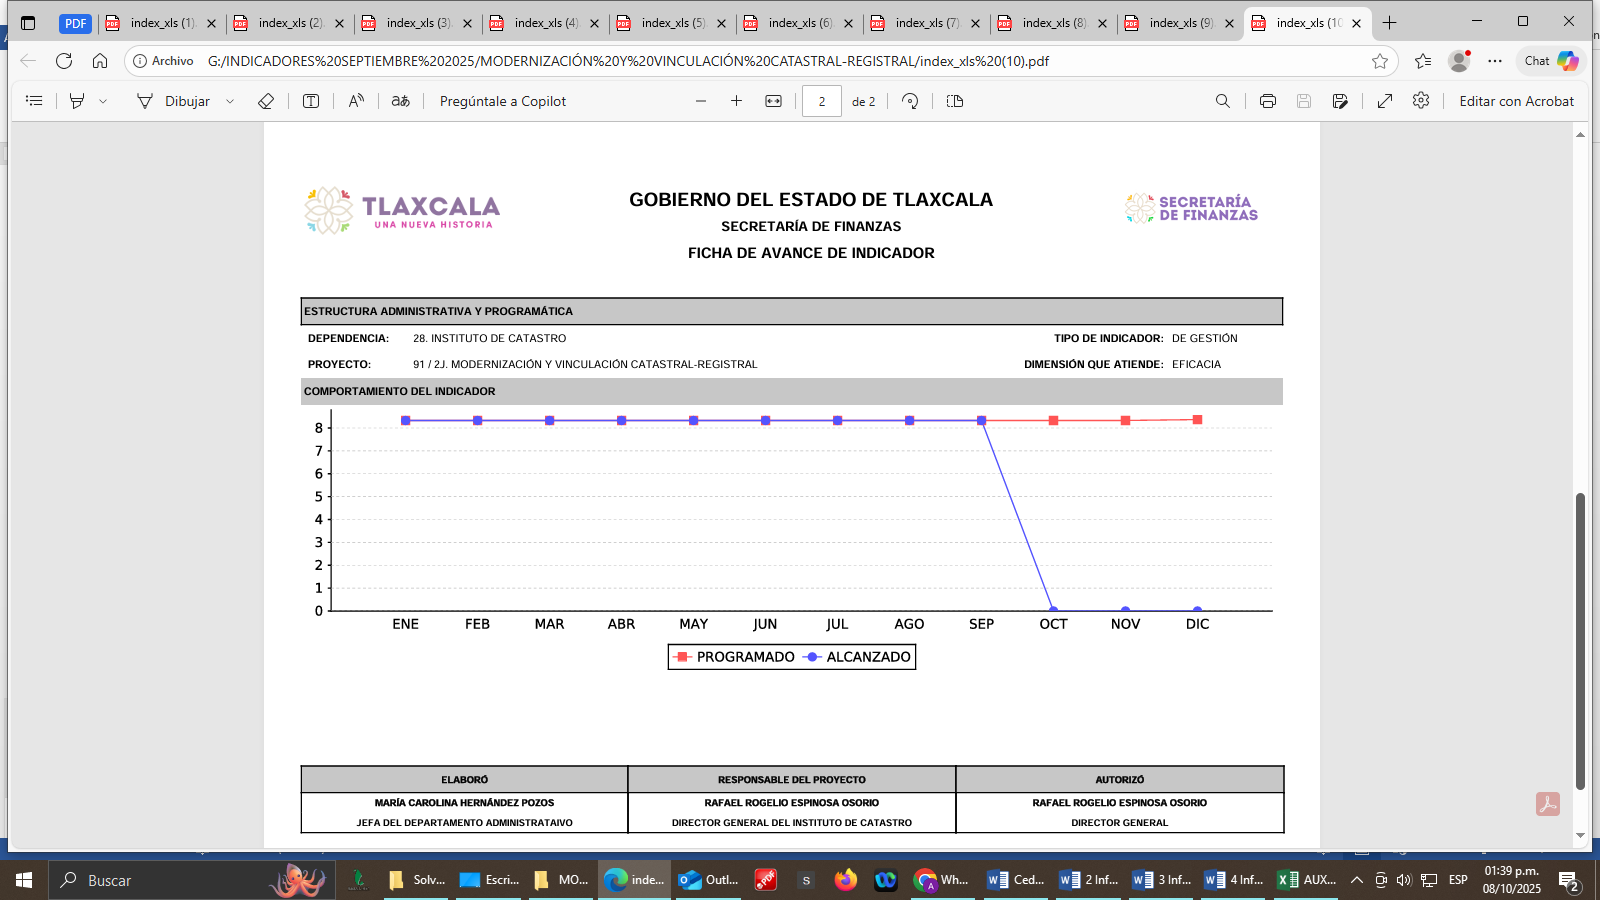 PDF
index_xls (1)
index_xls (2)
index_xls (3)
index_xls (4)
index_xls (5)
index_xls (6)
index_xls (7)
index_xls (8)
index_xls (9)
index_xls (10
Archivo
G:/INDICADORES%20SEPTIEMBRE%202025/MODERNIZACIÓN%20Y%20VINCULACIÓN%20CATASTRAL-REGISTRAL/index_xls%20(10).pdf
Chat
Dibujar
Pregúntale a Copilot
2 de 2
Editar con Acrobat
TLAXCALA
UNA NUEVA HISTORIA
GOBIERNO DEL ESTADO DE TLAXCALA
SECRETARÍA DE FINANZAS
FICHA DE AVANCE DE INDICADOR
SECRETARÍA
DE FINANZAS
ESTRUCTURA ADMINISTRATIVA Y PROGRAMÁTICA
DEPENDENCIA: 28. INSTITUTO DE CATASTRO TIPO DE INDICADOR: DE GESTIÓN
PROYECTO: 91 / 2J. MODERNIZACIÓN Y VINCULACIÓN CATASTRAL-REGISTRAL DIMENSIÓN QUE ATIENDE: EFICACIA
COMPORTAMIENTO DEL INDICADOR
8
7
6
5
4
3
2
1
0
ENE FEB MAR ABR MAY JUN JUL AGO SEP OCT NOV DIC
PROGRAMADO ALCANZADO
ELABORÓ RESPONSABLE DEL PROYECTO AUTORIZÓ
MARÍA CAROLINA HERNÁNDEZ POZOS RAFAEL ROGELIO ESPINOSA OSORIO RAFAEL ROGELIO ESPINOSA OSORIO
JEFA DEL DEPARTAMENTO ADMINISTRATAIVO DIRECTOR GENERAL DEL INSTITUTO DE CATASTRO DIRECTOR GENERAL
Buscar
Solv...
Escri...
MO...
inde...
Outl...
Wh...
Ced...
2 Inf...
3 Inf...
4 Inf...
AUX...
ESP
01:39 p.m.
08/10/2025
2